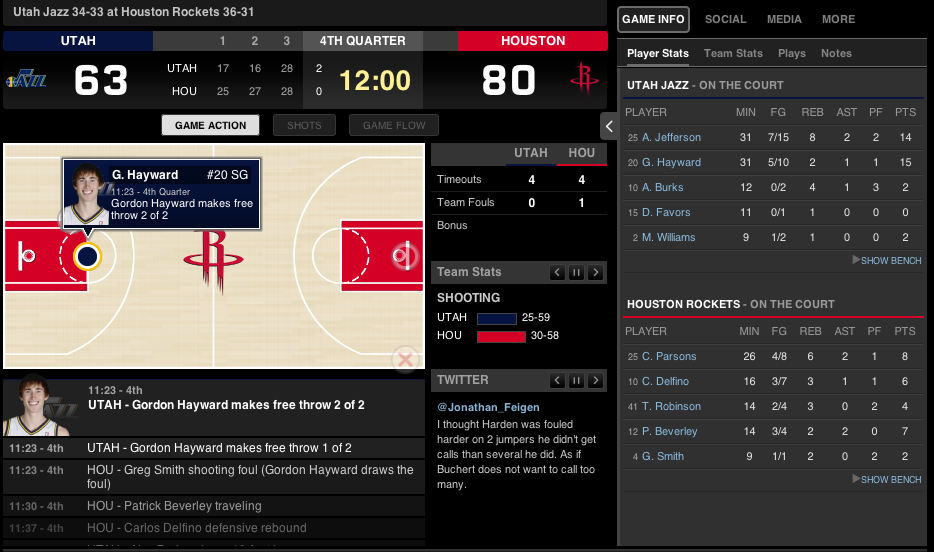 Utah Jazz 34-33 at Houston Rockets 36-31
UTAH 1 2 3 4TH QUARTER HOUSTON
63 UTAH 17 16 28 2 12:00 80
HOU 25 27 28 0
GAME ACTION SHOTS GAME FLOW
G. Hayward #20 SG
11:23 - 4th Quarter
Gordon Hayward makes free
throw 2 of 2
11:23 - 4th
UTAH - Gordon Hayward makes free throw 2 of 2
11:23 - 4th UTAH - Gordon Hayward makes free throw 1 of 2
11:23 - 4th HOU - Greg Smith shooting foul (Gordon Hayward draws the
foul)
11:30 - 4th HOU - Patrick Beverley traveling
11:37 - 4th HOU - Carlos Delfino defensive rebound
UTAH HOU
Timeouts 4 4
Team Fouls 0 1
Bonus
Team Stats
SHOOTING
UTAH 25-59
HOU 30-58
TWITTER
@Jonathan_Feigen
I thought Harden was fouled
harder on 2 jumpers he didn't get
calls than several he did. As if
Buchert does not want to call too
many.
GAME INFO SOCIAL MEDIA MORE
Player Stats Team Stats Plays Notes
UTAH JAZZ - ON THE COURT
PLAYER MIN FG REB AST PF PTS
25 A. Jefferson 31 7/15 8 2 2 14
20 G. Hayward 31 5/10 2 1 1 15
10 A. Burks 12 0/2 4 1 3 2
15 D. Favors 11 0/1 1 0 0 0
2 M. Williams 9 1/2 1 0 0 2
SHOW BENCH
HOUSTON ROCKETS - ON THE COURT
PLAYER MIN FG REB AST PF PTS
25 C. Parsons 26 4/8 6 2 1 8
10 C. Delfino 16 3/7 3 1 1 6
41 T. Robinson 14 2/4 3 0 2 4
12 P. Beverley 14 3/4 2 2 0 7
4 G. Smith 9 1/1 2 0 2 2
SHOW BENCH